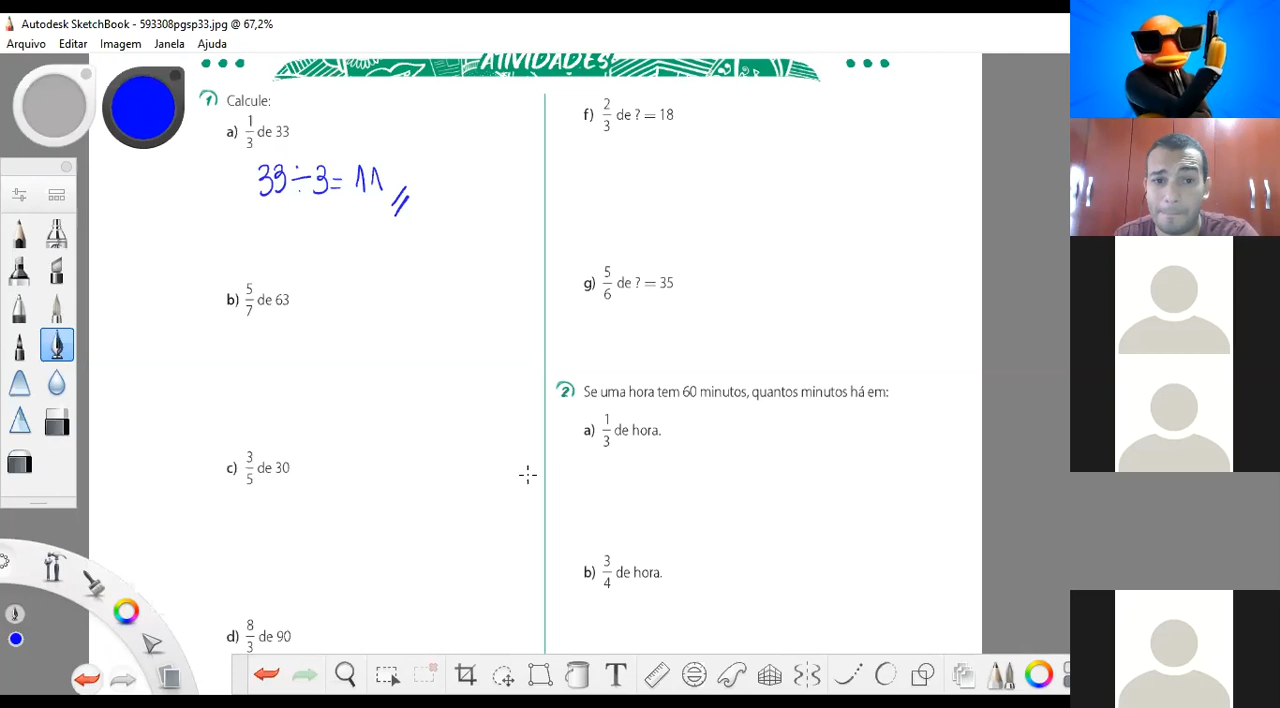 Autodesk SketchBook - 593308pgsp33.jpg @ 67,2%
Arquivo Editar Imagem Janela Ajuda
ATIVIDADES
1 Calcule:
a) 1/3 de 33
33 ÷ 3 = 11
b) 5/7 de 63
c) 3/5 de 30
d) 8/3 de 90
f) 2/3 de ? = 18
g) 5/6 de ? = 35
2 Se uma hora tem 60 minutos, quantos minutos há em:
a) 1/3 de hora.
b) 3/4 de hora.